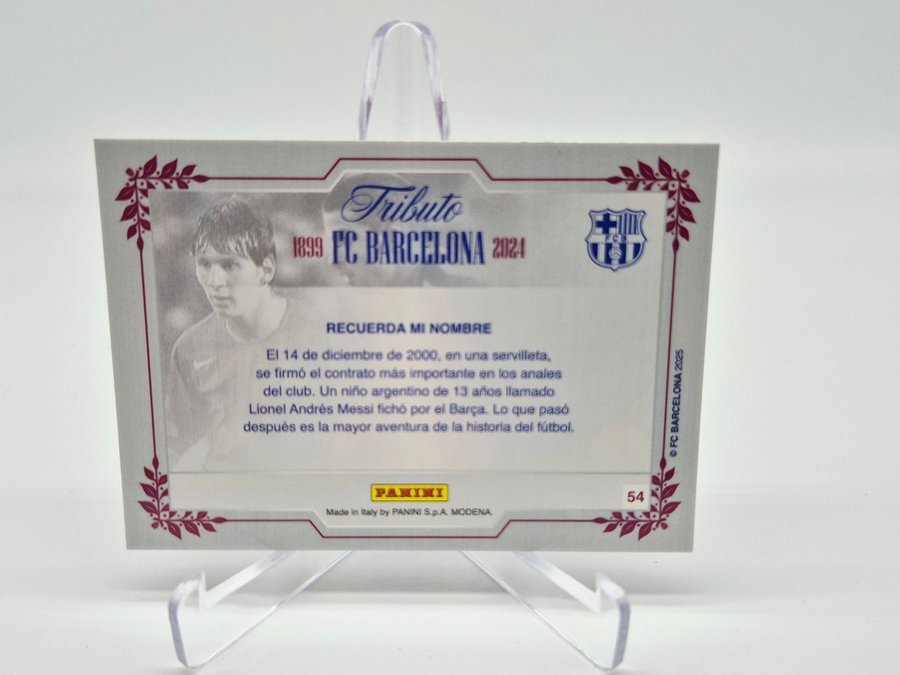 Tributo
1899 FC BARCELONA 2024
FCB
RECUERDA MI NOMBRE
El 14 de diciembre de 2000, en una servilleta,
se firmó el contrato más importante en los anales
del club. Un niño argentino de 13 años llamado
Lionel Andrés Messi fichó por el Barça. Lo que pasó
después es la mayor aventura de la historia del fútbol.
© FC BARCELONA 2025
PANINI
54
Made in Italy by PANINI S.p.A. MODENA.